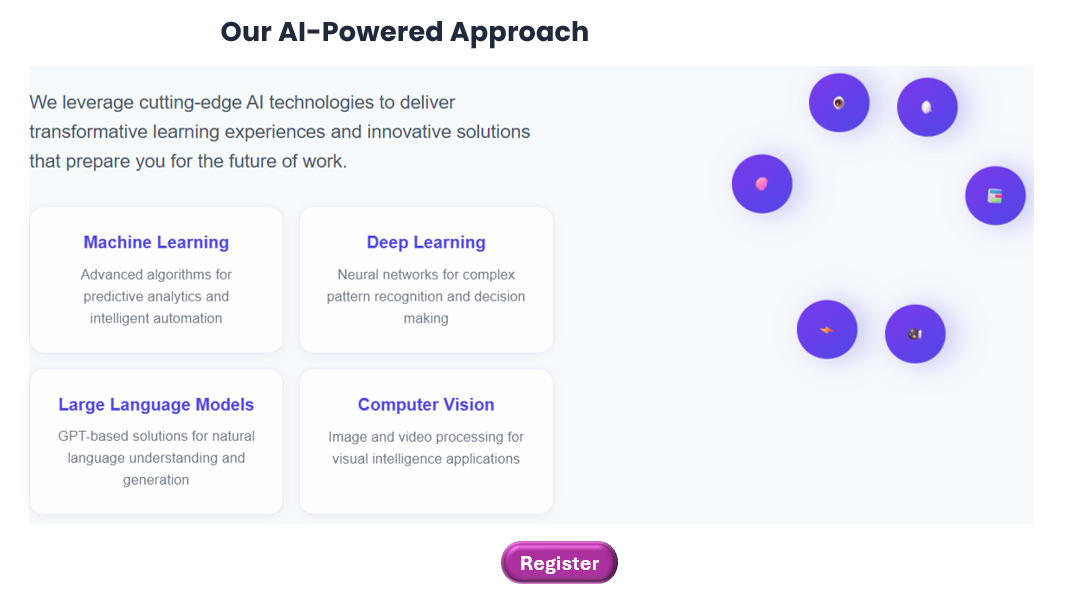 Our AI-Powered Approach
We leverage cutting-edge AI technologies to deliver
transformative learning experiences and innovative solutions
that prepare you for the future of work.
Machine Learning
Advanced algorithms for
predictive analytics and
intelligent automation
Deep Learning
Neural networks for complex
pattern recognition and decision
making
Large Language Models
GPT-based solutions for natural
language understanding and
generation
Computer Vision
Image and video processing for
visual intelligence applications
Register